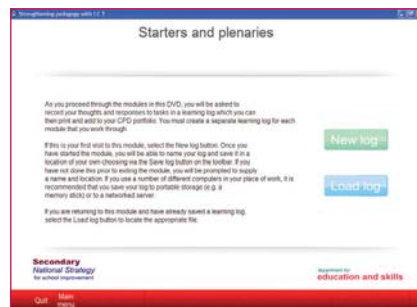 Strengthening pedagogy with I C T
Starters and plenaries
As you proceed through the modules in this DVD, you will be asked to
record your thoughts and responses to tasks in a learning log which you can
then print and add to your CPD portfolio. You must create a separate learning log for each
module that you work through.
If this is your first visit to this module, select the New log button. Once you
have started the module, you will be able to name your log and save it in a
location of your own choosing via the Save log button on the toolbar. If you
have not done this prior to exiting the module, you will be prompted to supply
a name and location. If you use a number of different computers in your place of work, it is
recommended that you save your log to portable storage (e.g. a
memory stick) or to a networked server.
If you are returning to this module and have already saved a learning log,
select the Load log button to locate the appropriate file.
New log
Load log
Secondary
National Strategy
for school improvement
department for
education and skills
Quit
Main
menu